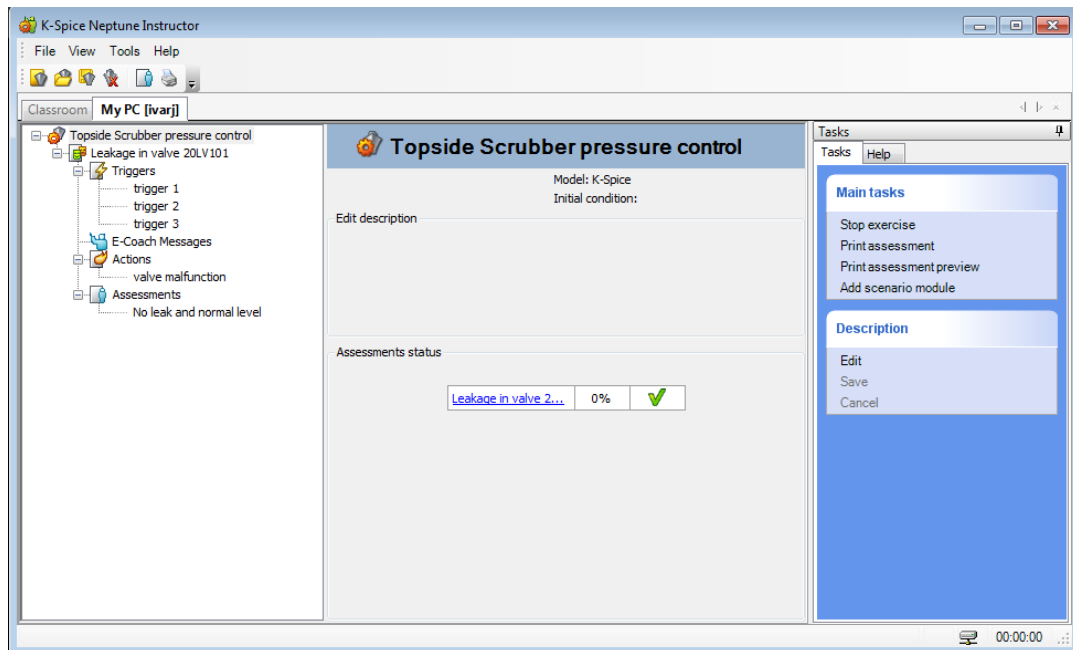 K-Spice Neptune Instructor
File View Tools Help
Classroom My PC [ivarj]
Topside Scrubber pressure control
Leakage in valve 20LV101
Triggers
trigger 1
trigger 2
trigger 3
E-Coach Messages
Actions
valve malfunction
Assessments
No leak and normal level
Topside Scrubber pressure control
Model: K-Spice
Initial condition:
Edit description
Assessments status
Leakage in valve 2... 0%
Tasks
Tasks Help
Main tasks
Stop exercise
Print assessment
Print assessment preview
Add scenario module
Description
Edit
Save
Cancel
00:00:00